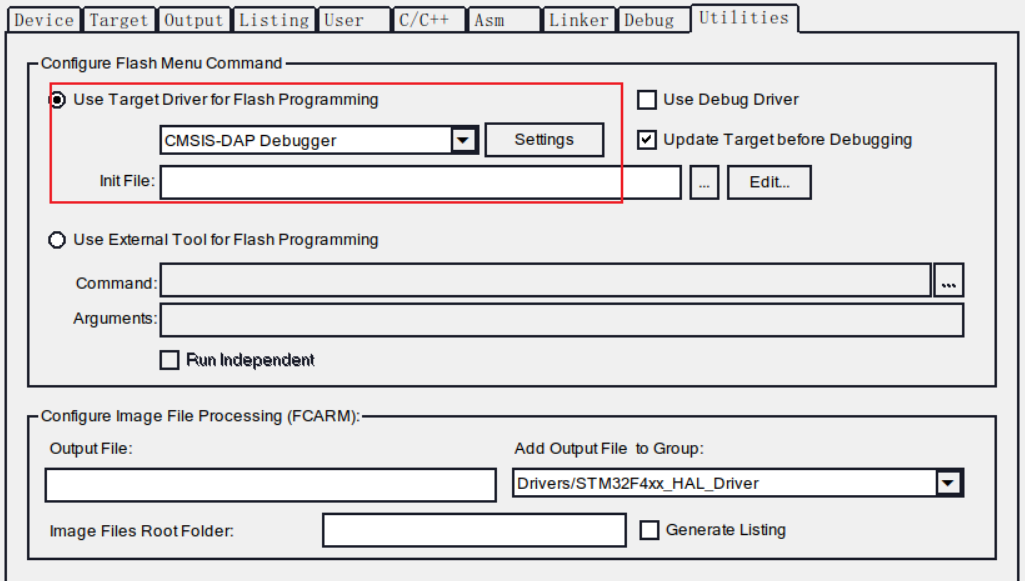 Device Target Output Listing User C/C++ Asm Linker Debug Utilities
Configure Flash Menu Command
Use Target Driver for Flash Programming Use Debug Driver
CMSIS-DAP Debugger Settings Update Target before Debugging
Init File: ... Edit...
Use External Tool for Flash Programming
Command: ...
Arguments:
Run Independent
Configure Image File Processing (FCARM):
Output File: Add Output File to Group:
Drivers/STM32F4xx_HAL_Driver
Image Files Root Folder: Generate Listing